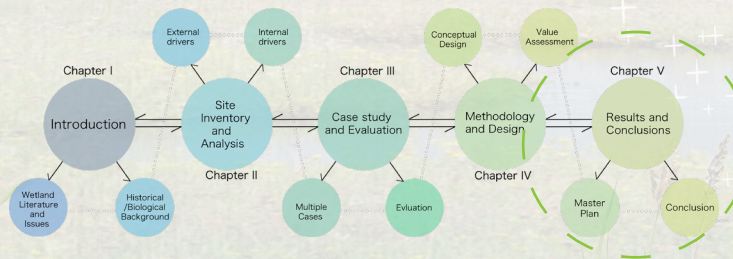 External
drivers
Internal
drivers
Conceptual
Design
Value
Assessment
Chapter I
Chapter III
Chapter V
Introduction
Site
Inventory
and
Analysis
Case study
and Evaluation
Methodology
and Design
Results and
Conclusions
Chapter II
Chapter IV
Wetland
Literature
and
Issues
Historical
/Biological
Background
Multiple
Cases
Evluation
Master
Plan
Conclusion